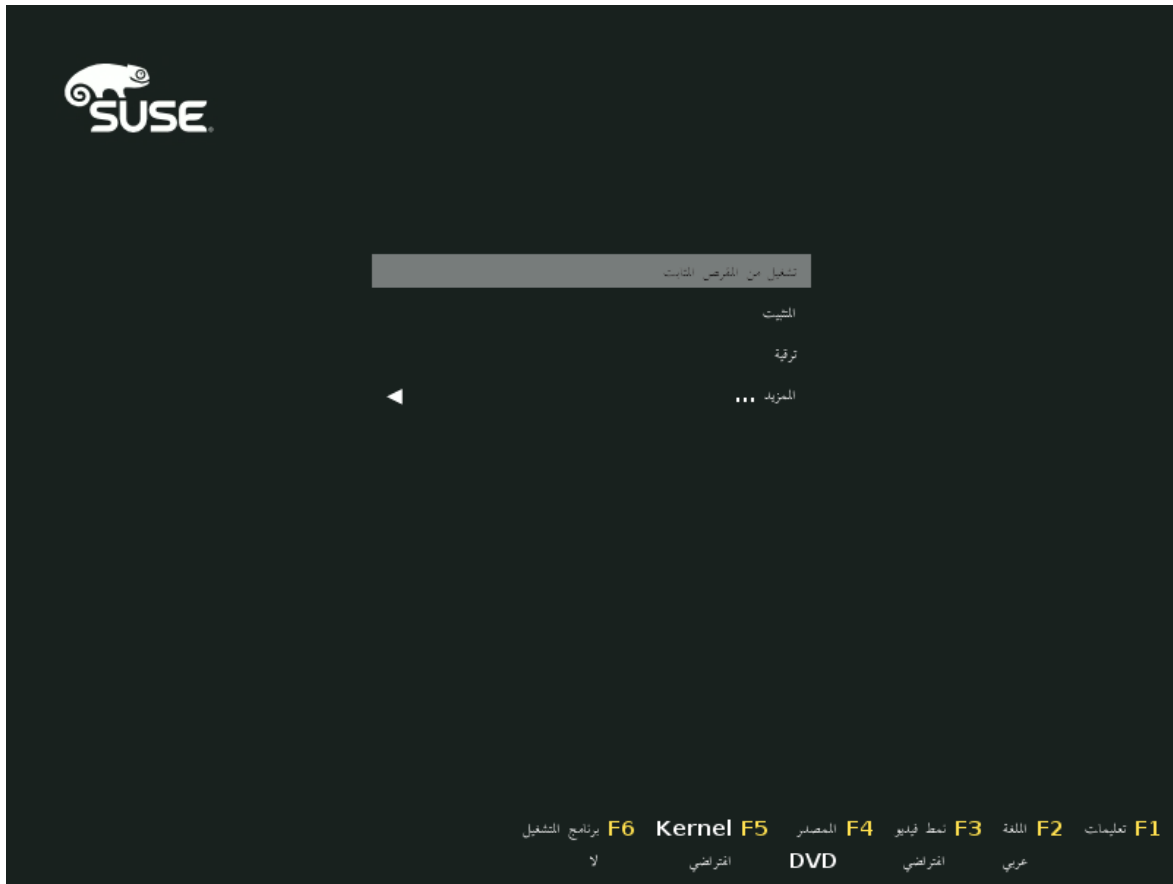 SUSE
تشغيل من القرص الثابت
التثبيت
ترقية
المزيد ...
F1 تعليمات F2 اللغة F3 نمط فيديو F4 المصدر F5 Kernel F6 برنامج التشغيل
عربي افتراضي DVD افتراضي لا